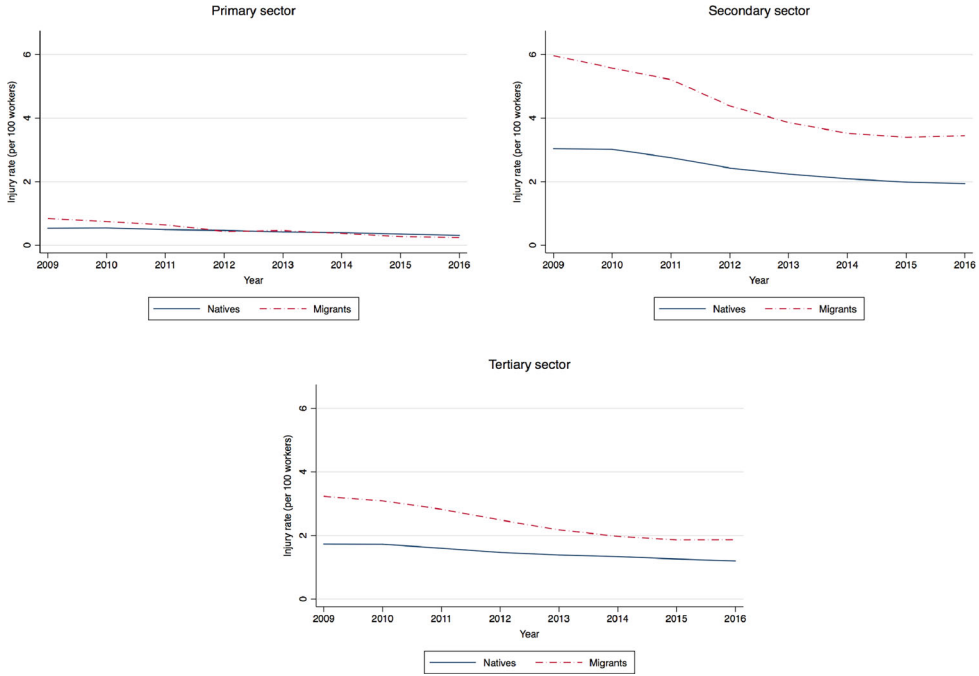 Primary sector
Injury rate (per 100 workers)
6
4
2
0
2009 2010 2011 2012 2013 2014 2015 2016
Year
Natives Migrants
Secondary sector
Injury rate (per 100 workers)
6
4
2
0
2009 2010 2011 2012 2013 2014 2015 2016
Year
Natives Migrants
Tertiary sector
Injury rate (per 100 workers)
6
4
2
0
2009 2010 2011 2012 2013 2014 2015 2016
Year
Natives Migrants